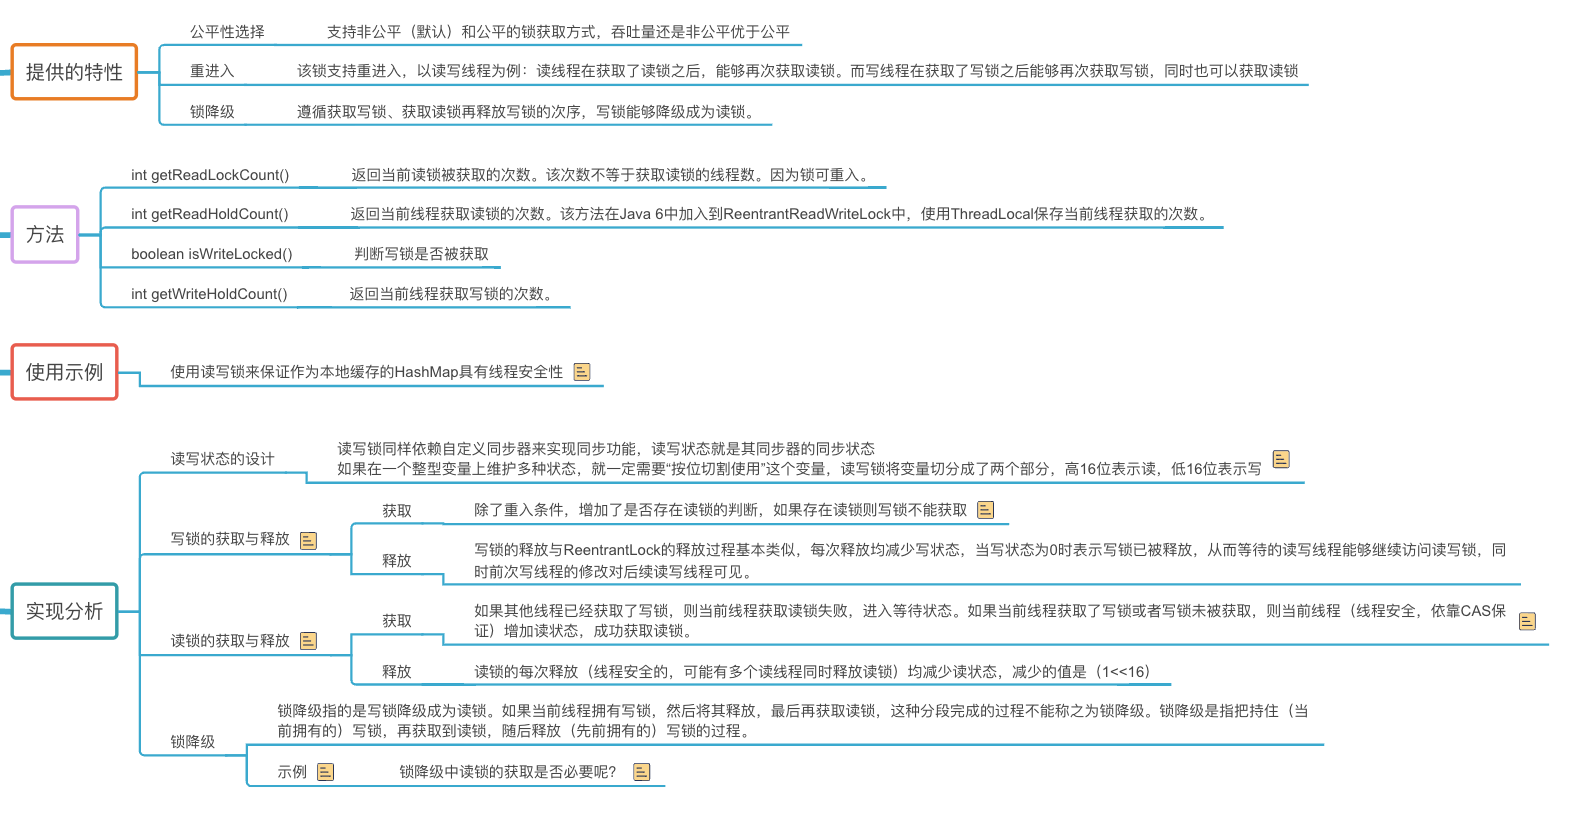 提供的特性
公平性选择
支持非公平（默认）和公平的锁获取方式，吞吐量还是非公平优于公平
重进入
该锁支持重进入，以读写线程为例：读线程在获取了读锁之后，能够再次获取读锁。而写线程在获取了写锁之后能够再次获取写锁，同时也可以获取读锁
锁降级
遵循获取写锁、获取读锁再释放写锁的次序，写锁能够降级成为读锁。
方法
int getReadLockCount()
返回当前读锁被获取的次数。该次数不等于获取读锁的线程数。因为锁可重入。
int getReadHoldCount()
返回当前线程获取读锁的次数。该方法在Java 6中加入到ReentrantReadWriteLock中，使用ThreadLocal保存当前线程获取的次数。
boolean isWriteLocked()
判断写锁是否被获取
int getWriteHoldCount()
返回当前线程获取写锁的次数。
使用示例
使用读写锁来保证作为本地缓存的HashMap具有线程安全性
实现分析
读写状态的设计
读写锁同样依赖自定义同步器来实现同步功能，读写状态就是其同步器的同步状态
如果在一个整型变量上维护多种状态，就一定需要“按位切割使用”这个变量，读写锁将变量切分成了两个部分，高16位表示读，低16位表示写
写锁的获取与释放
获取
除了重入条件，增加了是否存在读锁的判断，如果存在读锁则写锁不能获取
释放
写锁的释放与ReentrantLock的释放过程基本类似，每次释放均减少写状态，当写状态为0时表示写锁已被释放，从而等待的读写线程能够继续访问读写锁，同
时前次写线程的修改对后续读写线程可见。
读锁的获取与释放
获取
如果其他线程已经获取了写锁，则当前线程获取读锁失败，进入等待状态。如果当前线程获取了写锁或者写锁未被获取，则当前线程（线程安全，依靠CAS保
证）增加读状态，成功获取读锁。
释放
读锁的每次释放（线程安全的，可能有多个读线程同时释放读锁）均减少读状态，减少的值是（1<<16）
锁降级
锁降级指的是写锁降级成为读锁。如果当前线程拥有写锁，然后将其释放，最后再获取读锁，这种分段完成的过程不能称之为锁降级。锁降级是指把持住（当
前拥有的）写锁，再获取到读锁，随后释放（先前拥有的）写锁的过程。
示例
锁降级中读锁的获取是否必要呢?